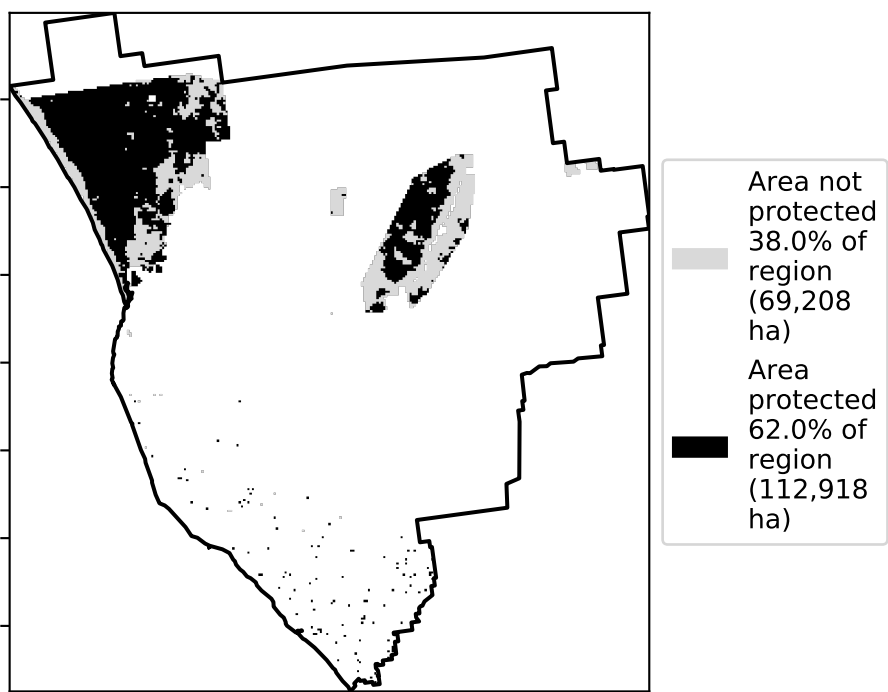 Area not
protected
38.0% of
region
(69,208
ha)
Area
protected
62.0% of
region
(112,918
ha)